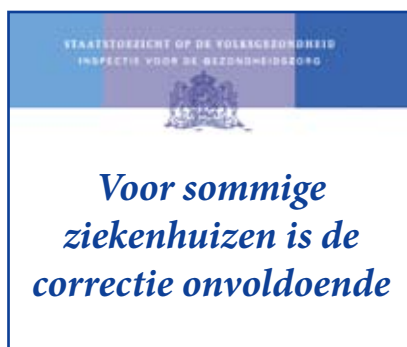 STAATSTOEZICHT OP DE VOLKSGEZONDHEID
INSPECTIE VOOR DE GEZONDHEIDSZORG
Voor sommige
ziekenhuizen is de
correctie onvoldoende